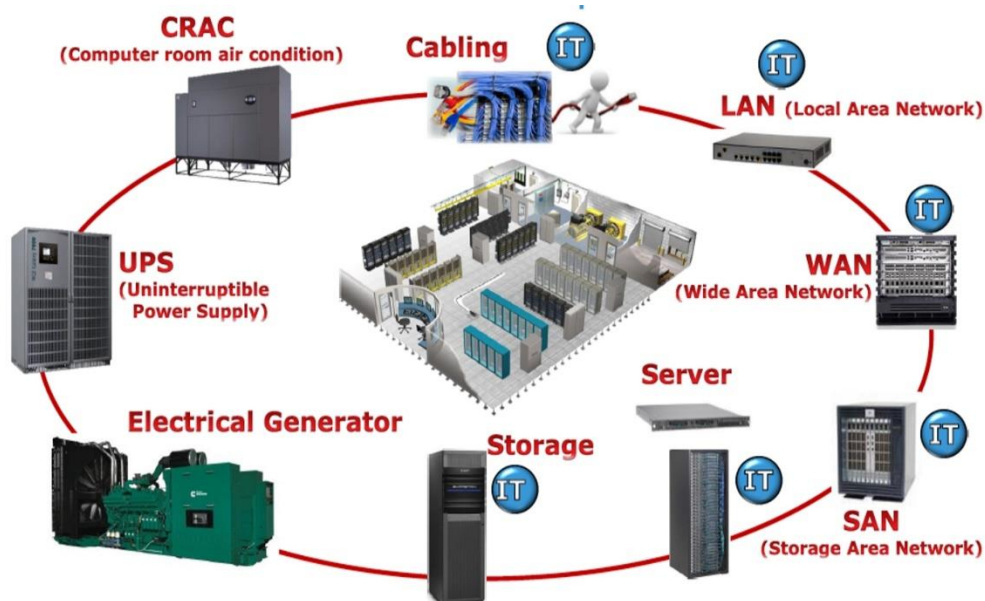 CRAC
(Computer room air condition)
Cabling
IT
IT
LAN (Local Area Network)
IT
WAN
(Wide Area Network)
UPS
(Uninterruptible
Power Supply)
Server
Electrical Generator
Storage
IT
IT
IT
SAN
(Storage Area Network)